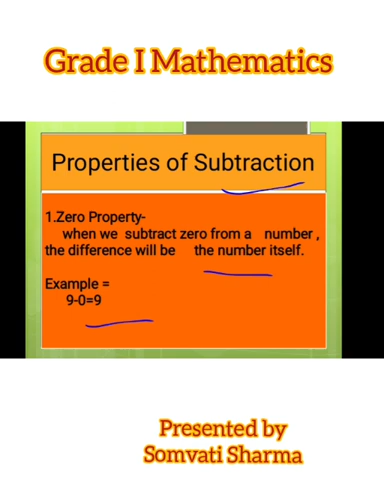 Grade I Mathematics
Properties of Subtraction
1.Zero Property-
when we subtract zero from a number ,
the difference will be the number itself.
Example =
9-0=9
Presented by
Somvati Sharma